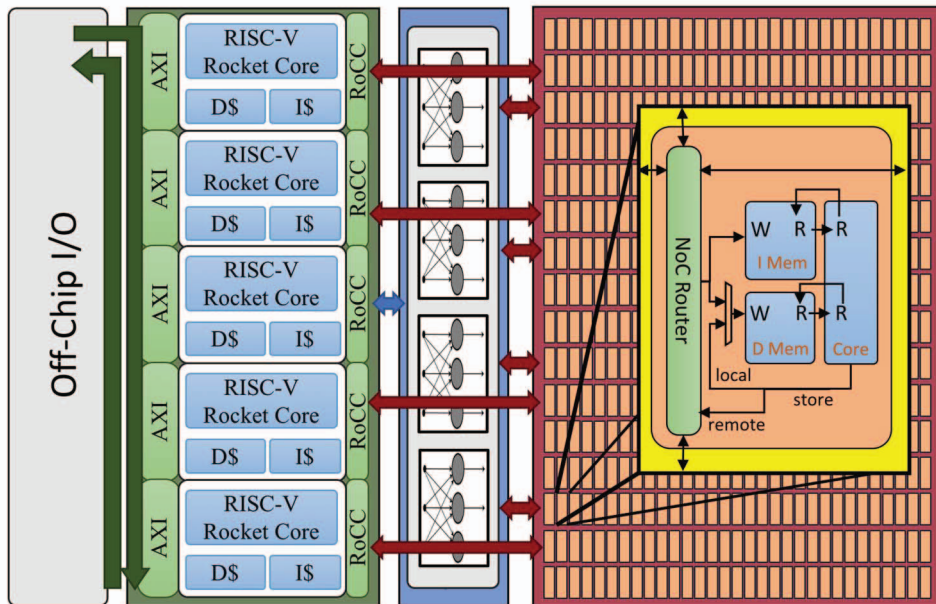 Off-Chip I/O
AXI
RISC-V
Rocket Core
D$ I$
RoCC
AXI
RISC-V
Rocket Core
D$ I$
RoCC
AXI
RISC-V
Rocket Core
D$ I$
RoCC
AXI
RISC-V
Rocket Core
D$ I$
RoCC
AXI
RISC-V
Rocket Core
D$ I$
RoCC
NoC Router
W R R
I Mem
W R R
D Mem Core
local
store
remote